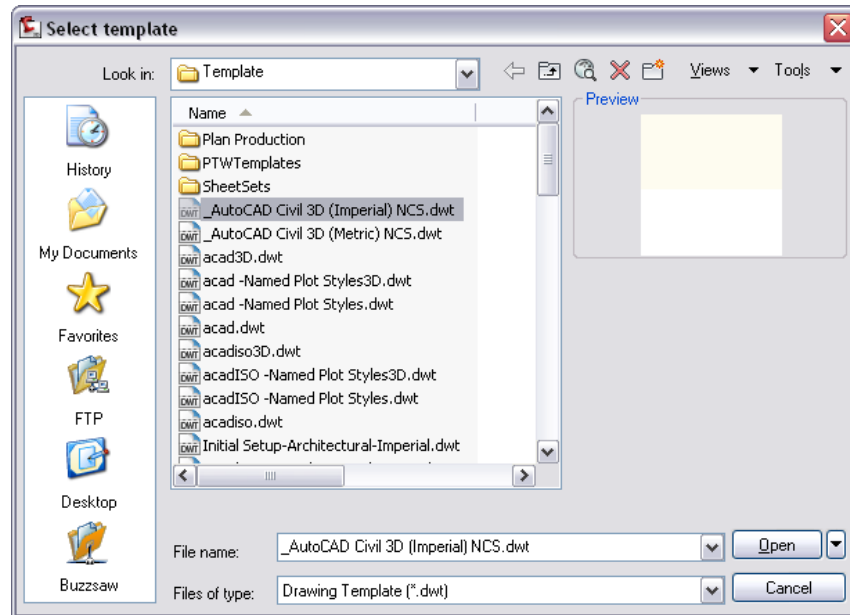 Select template
Look in:
Template
Views
Tools
History
My Documents
Favorites
FTP
Desktop
Buzzsaw
Name
Plan Production
PTWTemplates
SheetSets
_AutoCAD Civil 3D (Imperial) NCS.dwt
_AutoCAD Civil 3D (Metric) NCS.dwt
acad3D.dwt
acad -Named Plot Styles3D.dwt
acad -Named Plot Styles.dwt
acad.dwt
acadiso3D.dwt
acadISO -Named Plot Styles3D.dwt
acadISO -Named Plot Styles.dwt
acadiso.dwt
Initial Setup-Architectural-Imperial.dwt
Preview
File name:
_AutoCAD Civil 3D (Imperial) NCS.dwt
Open
Files of type:
Drawing Template (*.dwt)
Cancel